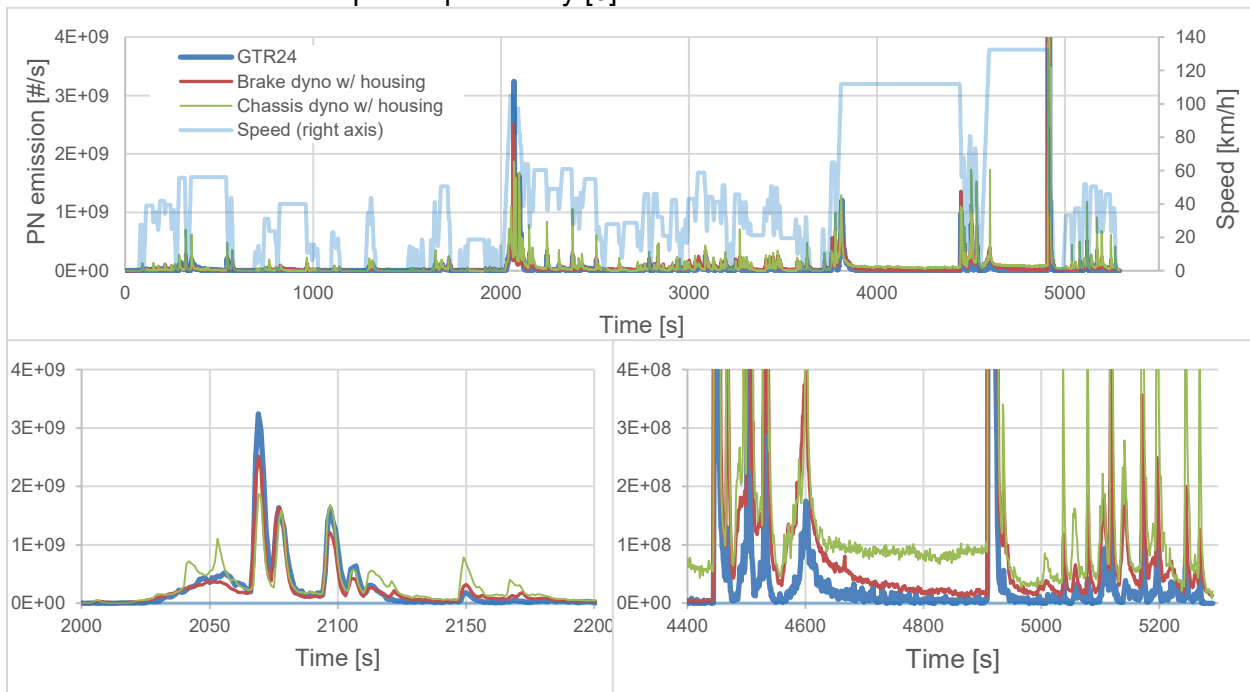 4E+09
3E+09
2E+09
1E+09
0E+00
PN emission [#/s]
GTR24
Brake dyno w/ housing
Chassis dyno w/ housing
Speed (right axis)
140
120
100
80
60
40
20
0
Speed [km/h]
0 1000 2000 3000 4000 5000
Time [s]
4E+09
3E+09
2E+09
1E+09
0E+00
2000 2050 2100 2150 2200
Time [s]
4E+08
3E+08
2E+08
1E+08
0E+00
4400 4600 4800 5000 5200
Time [s]